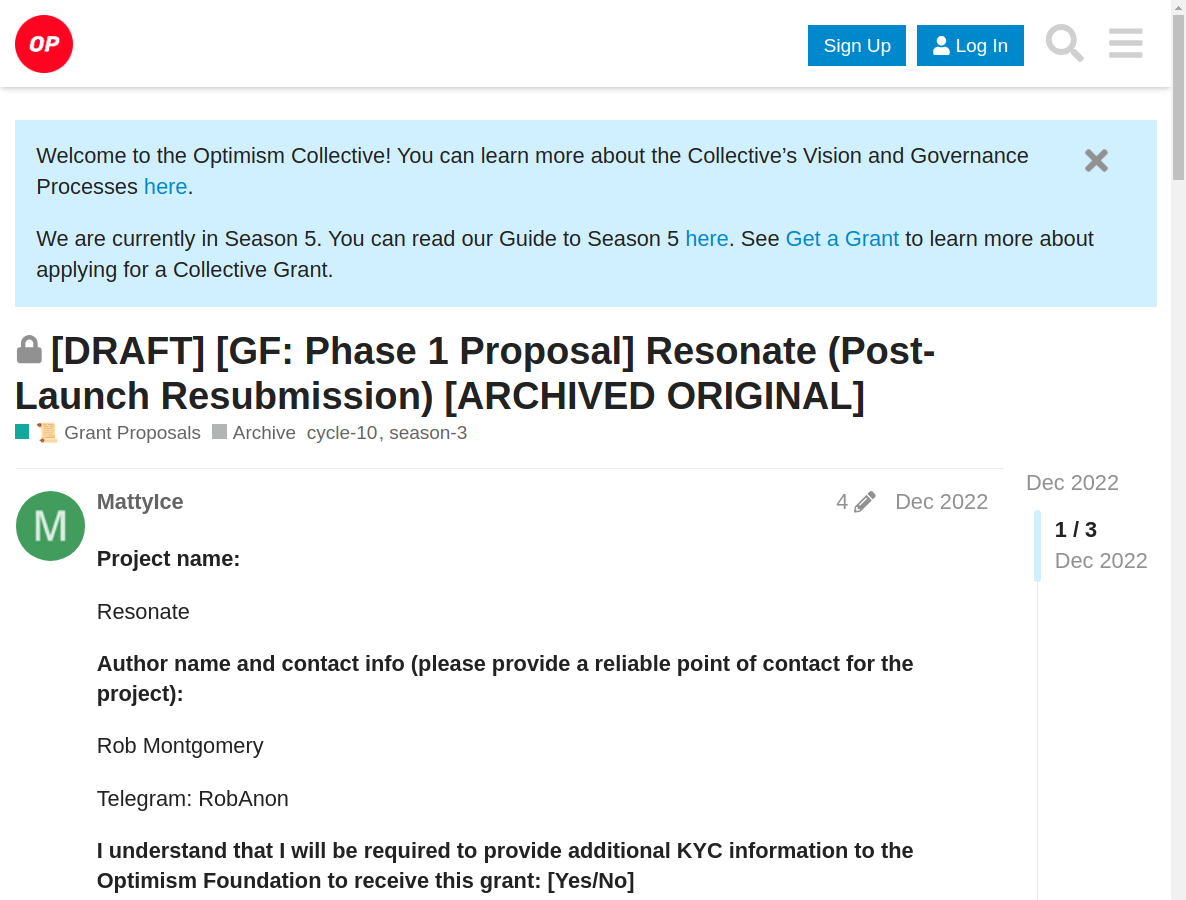 OP
Sign Up
Log In
Welcome to the Optimism Collective! You can learn more about the Collective’s Vision and Governance
Processes here.
We are currently in Season 5. You can read our Guide to Season 5 here. See Get a Grant to learn more about
applying for a Collective Grant.
[DRAFT] [GF: Phase 1 Proposal] Resonate (Post-
Launch Resubmission) [ARCHIVED ORIGINAL]
Grant Proposals Archive cycle-10, season-3
M
MattyIce
4
Dec 2022
Dec 2022
1 / 3
Dec 2022
Project name:
Resonate
Author name and contact info (please provide a reliable point of contact for the
project):
Rob Montgomery
Telegram: RobAnon
I understand that I will be required to provide additional KYC information to the
Optimism Foundation to receive this grant: [Yes/No]